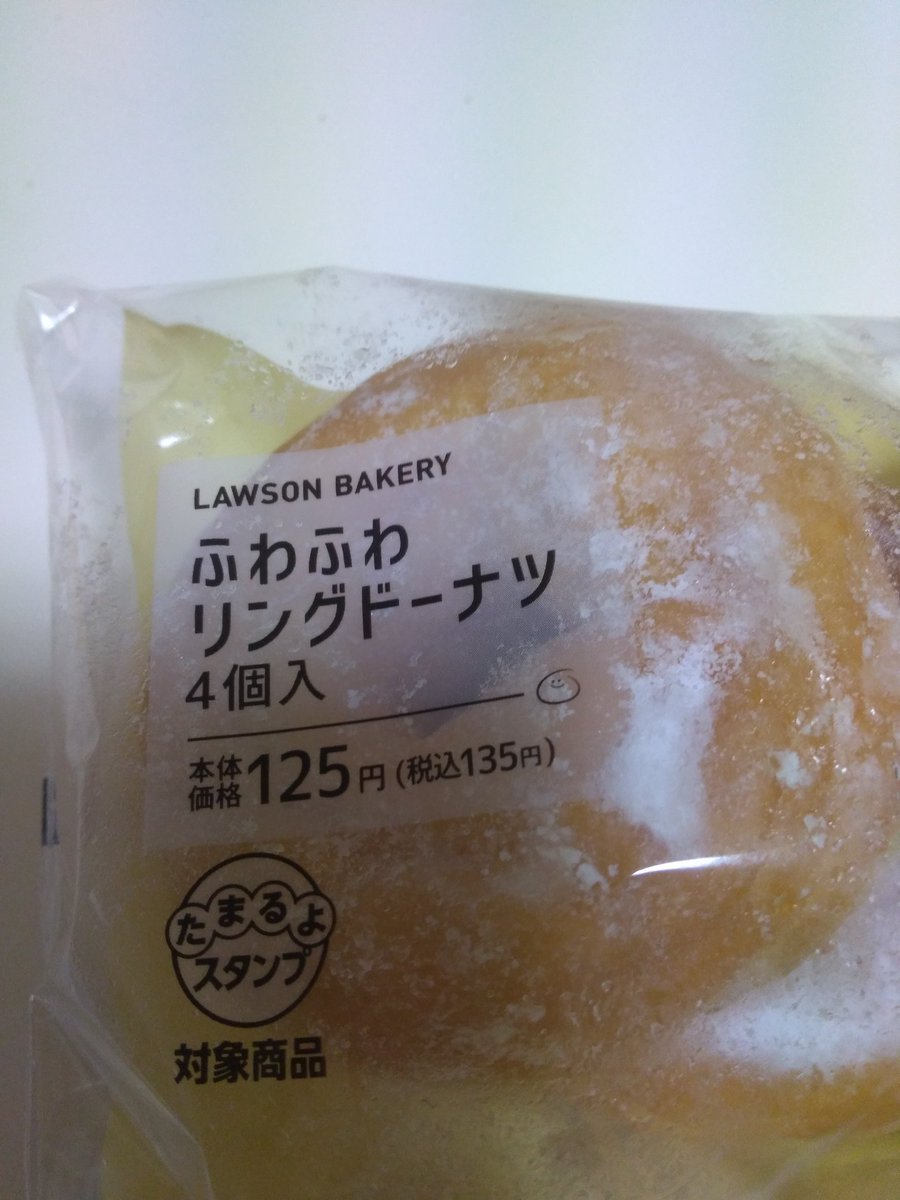 LAWSON BAKERY
ふわふわ
リングドーナツ
4個入
本体価格125円(税込135円)
たまるよ
スタンプ
対象商品